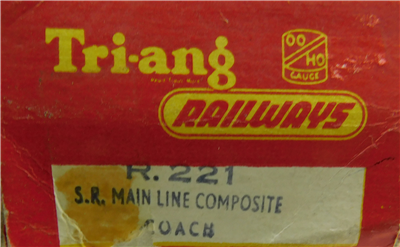 Tri-ang
OO
HO
GAUGE
RAILWAYS
R.221
S.R. MAIN LINE COMPOSITE
COACH